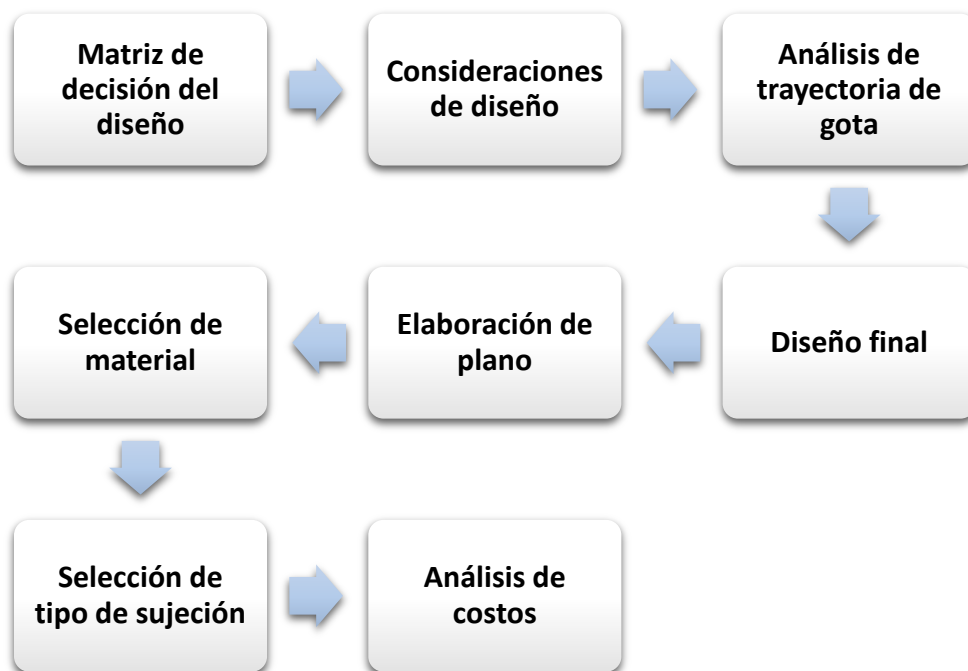 Matriz de
decisión del
diseño
Consideraciones
de diseño
Análisis de
trayectoria de
gota
Diseño final
Elaboración de
plano
Selección de
material
Selección de
tipo de sujeción
Análisis de
costos